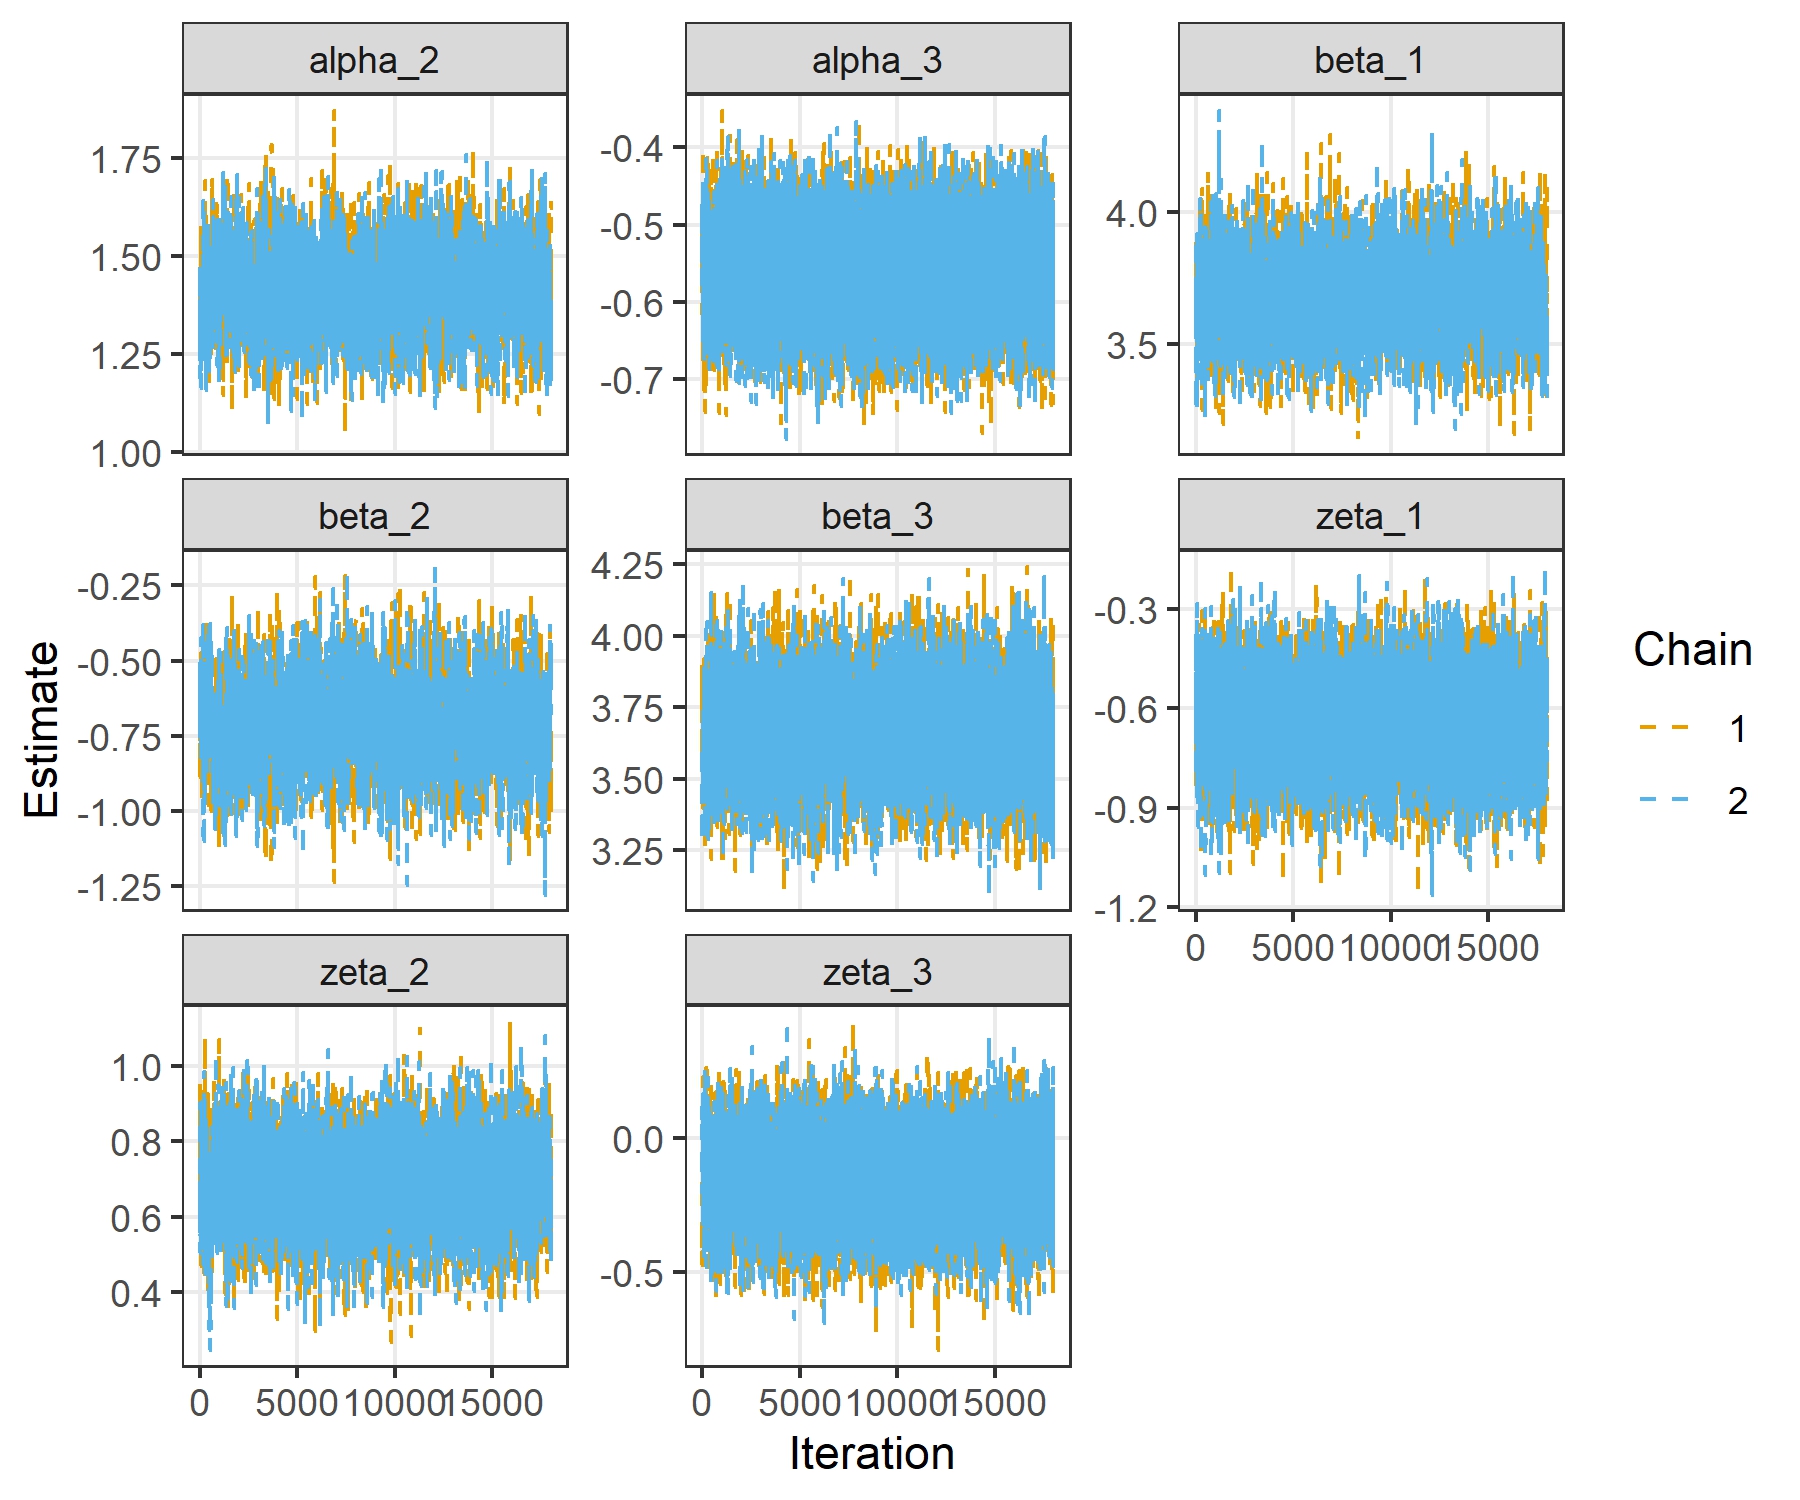 alpha_2
alpha_3
beta_1
1.75
1.50
1.25
1.00
-0.4
-0.5
-0.6
-0.7
4.0
3.5
beta_2
beta_3
zeta_1
-0.25
-0.50
-0.75
-1.00
-1.25
4.25
4.00
3.75
3.50
3.25
-0.3
-0.6
-0.9
-1.2
0 5000 10000 15000
zeta_2
zeta_3
1.0
0.8
0.6
0.4
0.0
-0.5
0 5000 10000 15000
0 5000 10000 15000
Estimate
Iteration
Chain
1
2